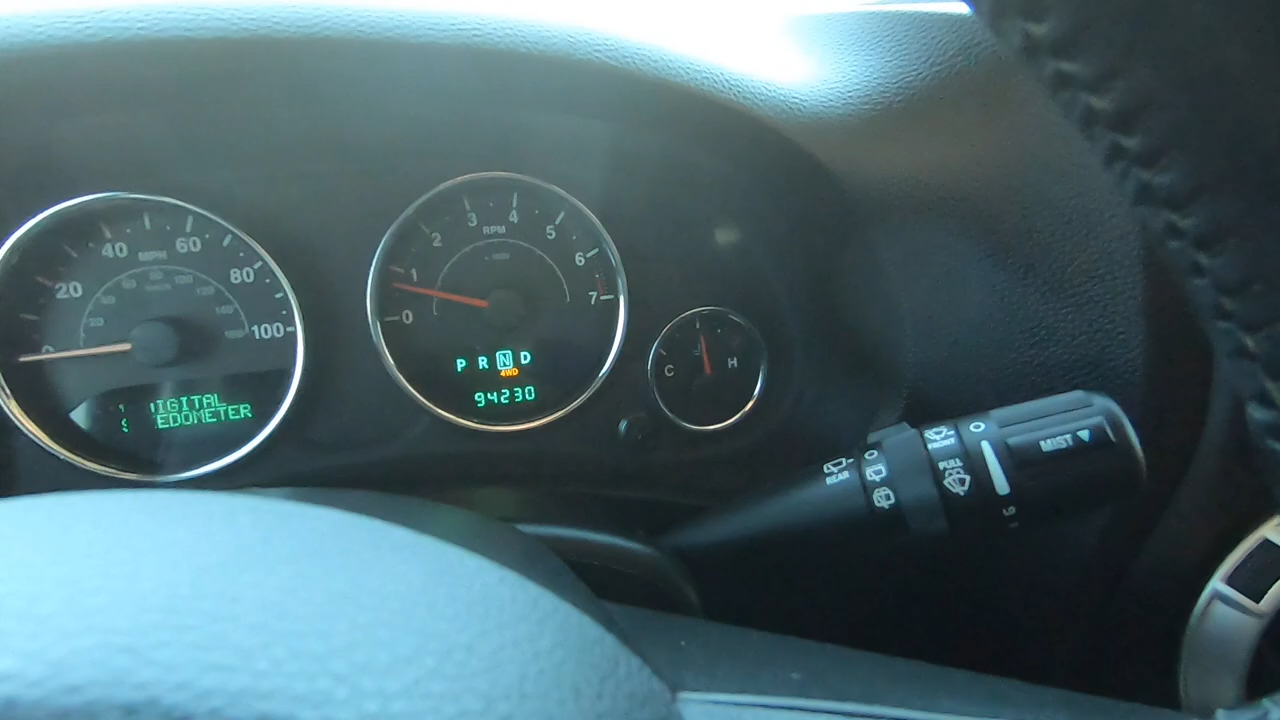 20
40
60
80
100
MPH
IGITAL
EDOMETER
0
1
2
3
4
5
6
7
RPM
P R N D
4WD
94230
C
H
REAR
FRONT
PULL
MIST